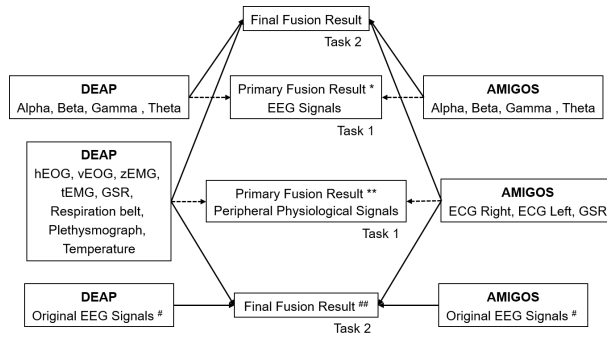 Final Fusion Result
Task 2
DEAP
Alpha, Beta, Gamma , Theta
Primary Fusion Result *
EEG Signals
Task 1
AMIGOS
Alpha, Beta, Gamma , Theta
DEAP
hEOG, vEOG, zEMG,
tEMG, GSR,
Respiration belt,
Plethysmograph,
Temperature
Primary Fusion Result **
Peripheral Physiological Signals
Task 1
AMIGOS
ECG Right, ECG Left, GSR
DEAP
Original EEG Signals #
Final Fusion Result ##
Task 2
AMIGOS
Original EEG Signals #